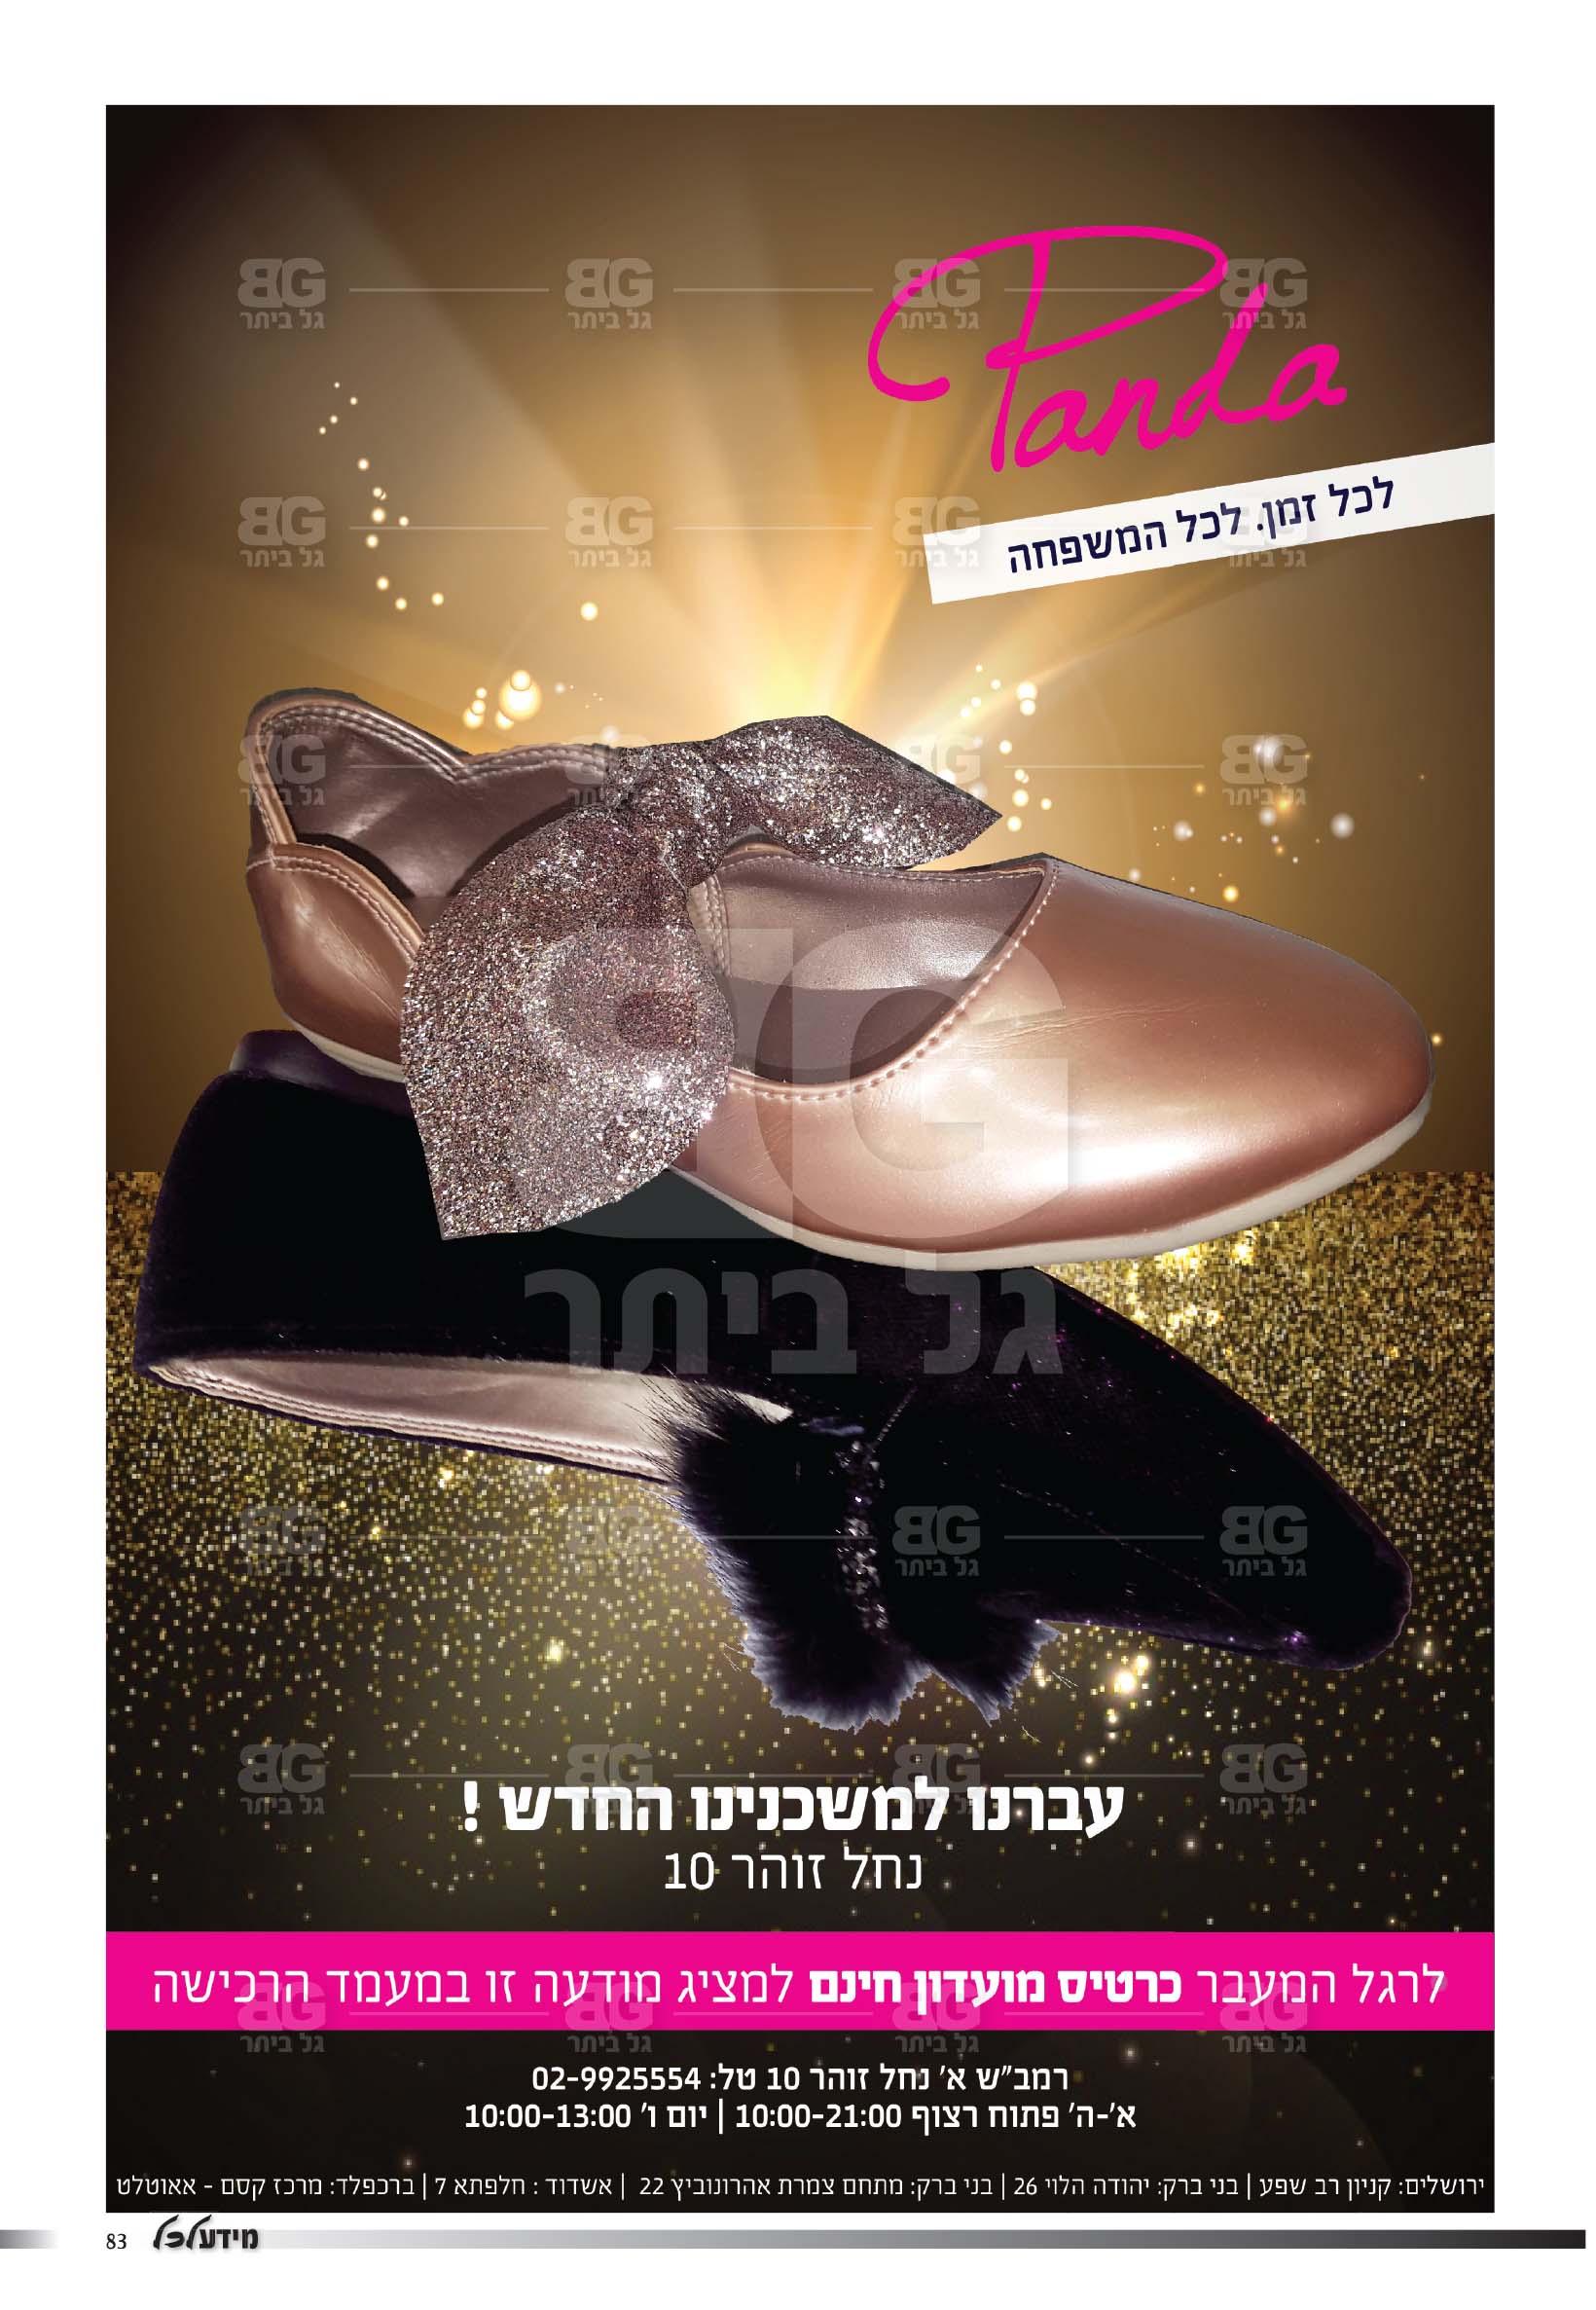 Panda
לכל זמן. לכל המשפחה
גל ביתר
עברנו למשכנינו החדש !
נחל זוהר 10
לרגל המעבר כרטיס מועדון חינם למציג מודעה זו במעמד הרכישה
רמב"ש א' נחל זוהר 10 טל: 02-9925554
א'-ה' פתוח רצוף 10:00-21:00 | יום ו' 10:00-13:00
ירושלים: קניון רב שפע | בני ברק: יהודה הלוי 26 | בני ברק: מתחם צמרת אהרונוביץ 22 | אשדוד : חלפתא 7 | ברכפלד: מרכז קסם - אאוטלט
מידע לכל 83